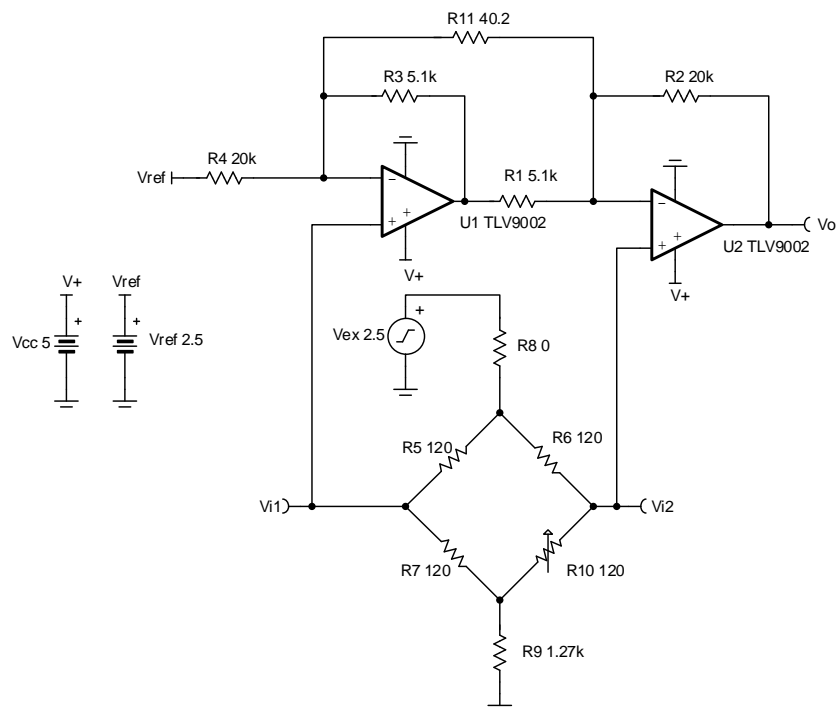 R11 40.2
R3 5.1k
R2 20k
R4 20k
Vref
R1 5.1k
−
+
+
U1 TLV9002
V+
−
+
+
U2 TLV9002
V+
Vo
V+
Vref
+
+
Vcc 5
Vref 2.5
Vex 2.5
+
R8 0
R5 120
R6 120
Vi1
Vi2
R7 120
R10 120
R9 1.27k